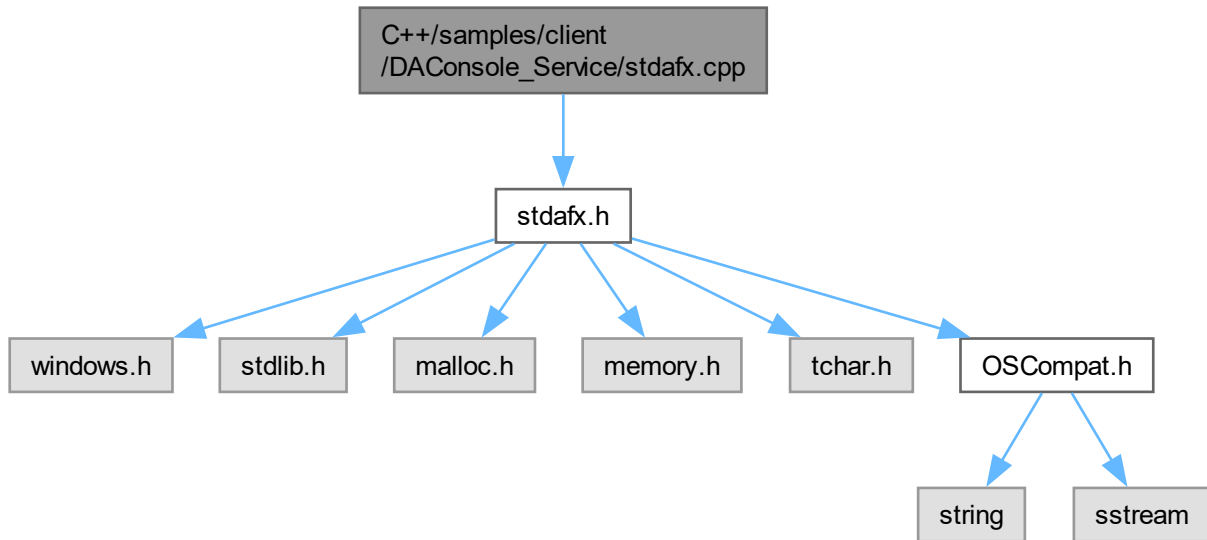 C++/samples/client
/DAConsole_Service/stdafx.cpp
stdafx.h
windows.h
stdlib.h
malloc.h
memory.h
tchar.h
OSCompat.h
string
sstream